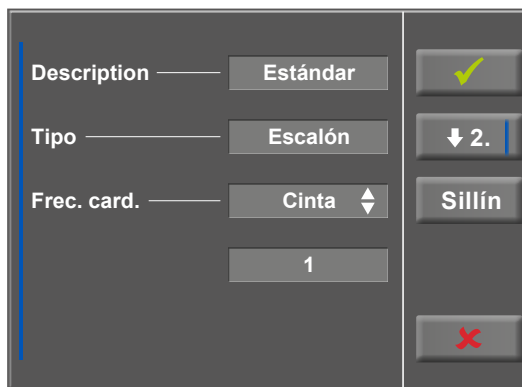 Description Estándar
Tipo Escalón
Frec. card. Cinta
1
2.
Sillín